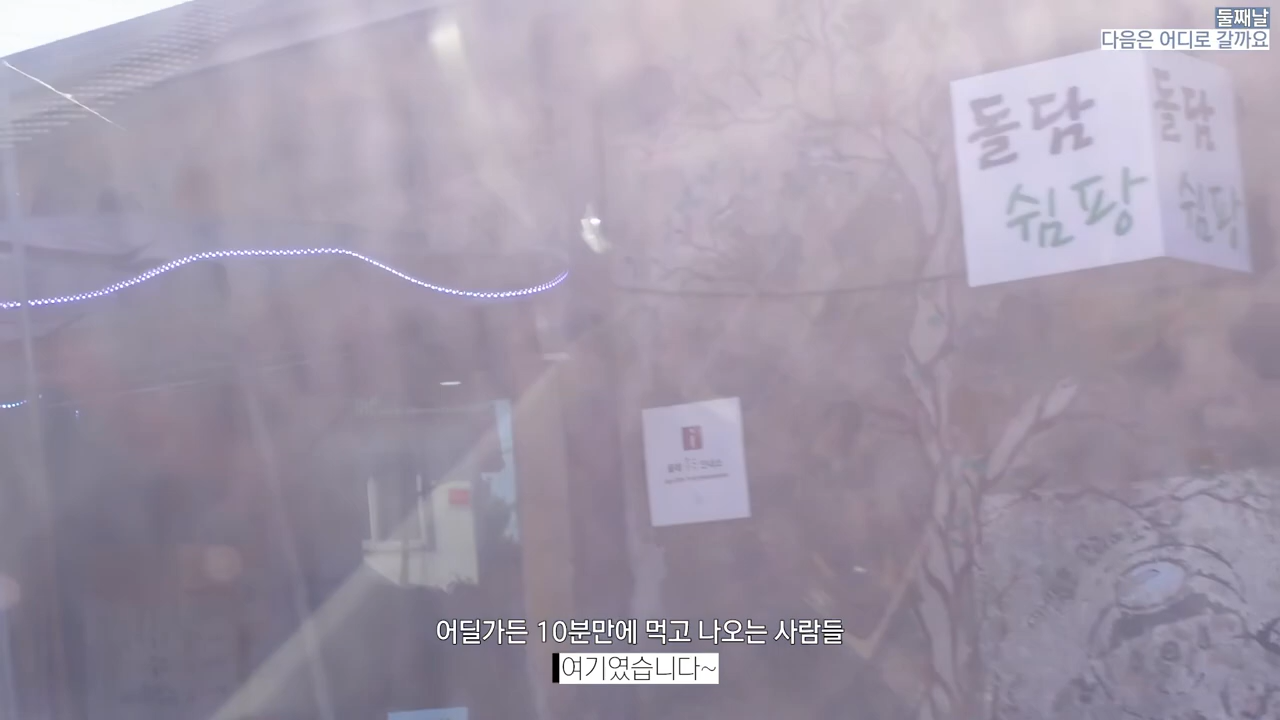 둘째날
다음은 어디로 갈까요
돌담
쉼팡
돌담
쉼팡
어딜가든 10분만에 먹고 나오는 사람들
여기였습니다~